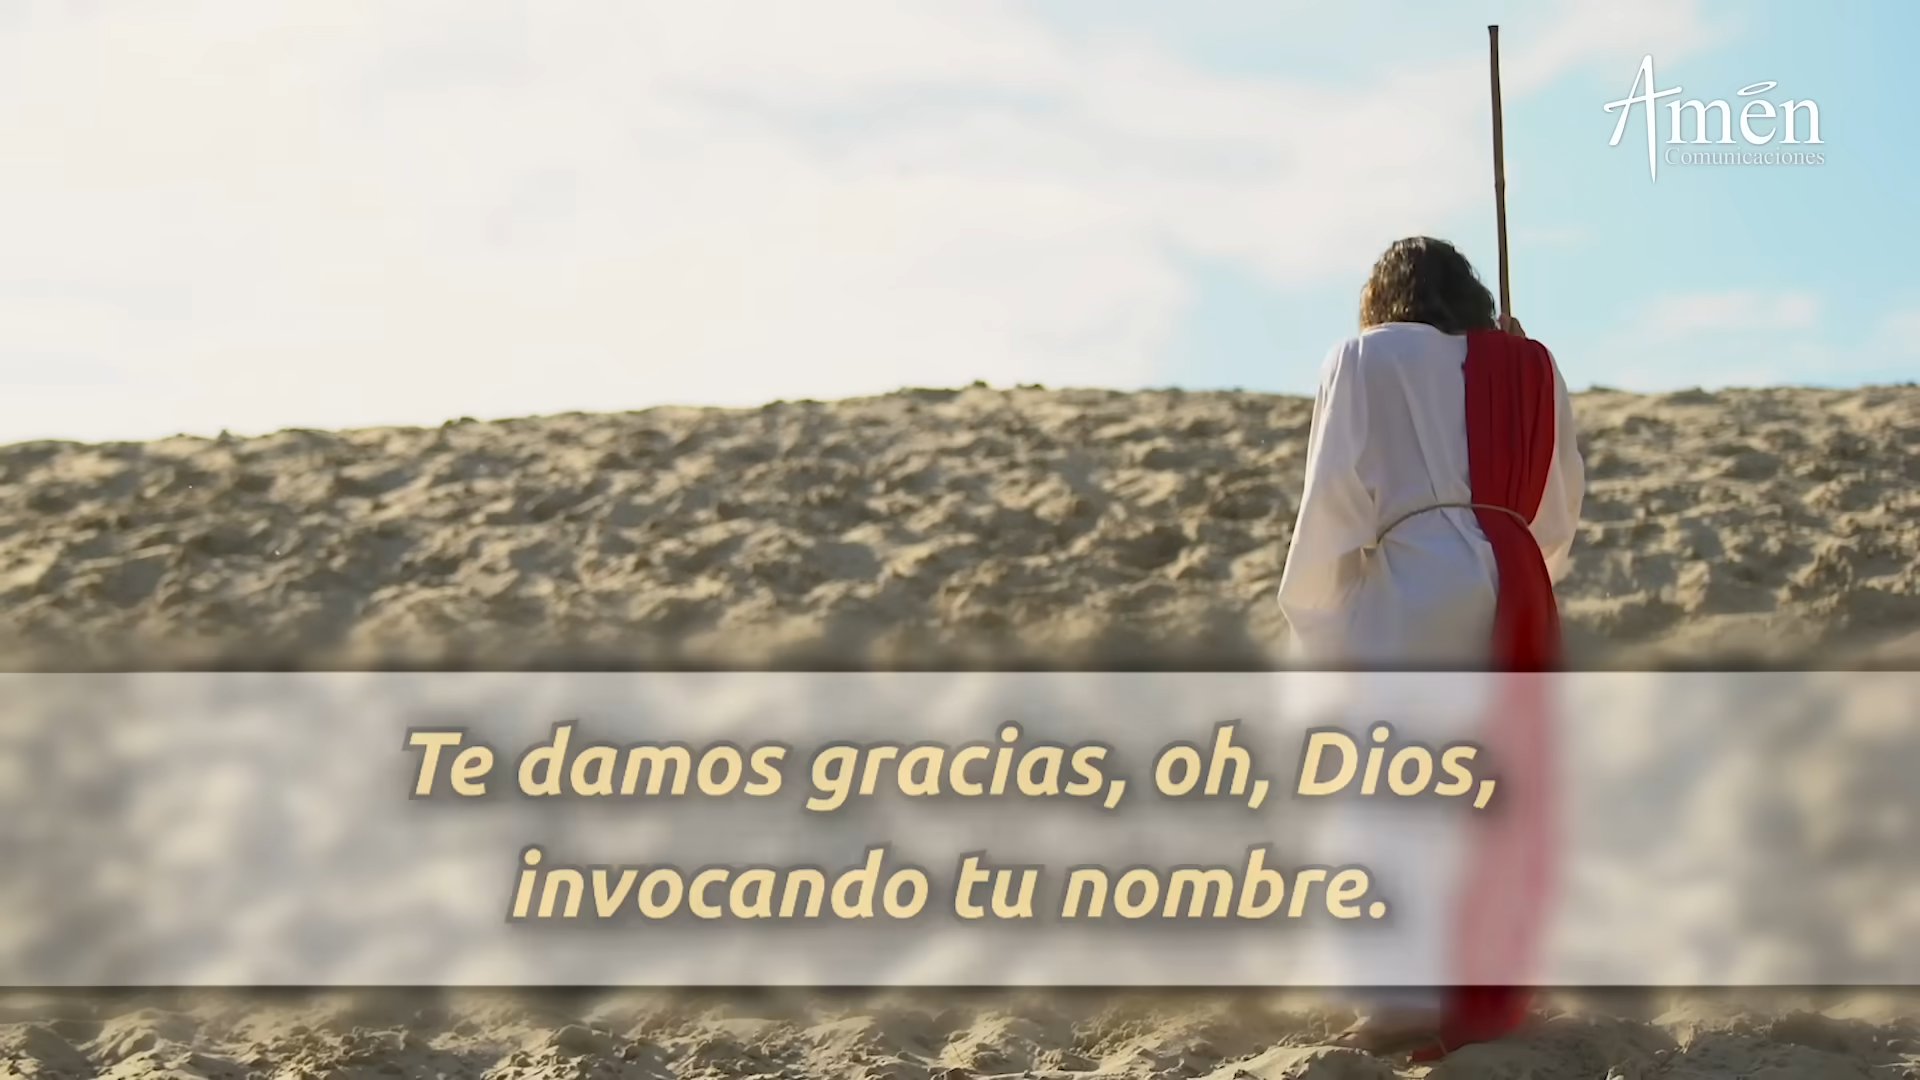 Amén
Comunicaciones
Te damos gracias, oh, Dios,
invocando tu nombre.